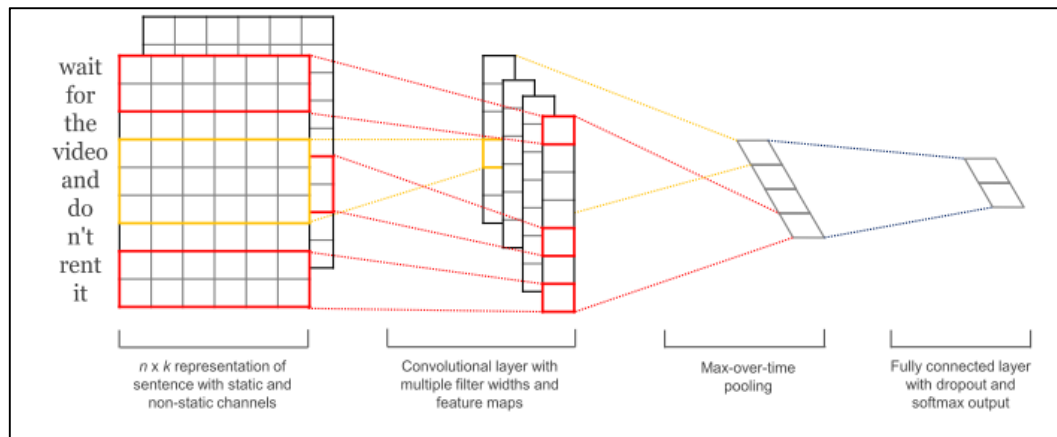 wait
for
the
video
and
do
n't
rent
it
n x k representation of
sentence with static and
non-static channels
Convolutional layer with
multiple filter widths and
feature maps
Max-over-time
pooling
Fully connected layer
with dropout and
softmax output